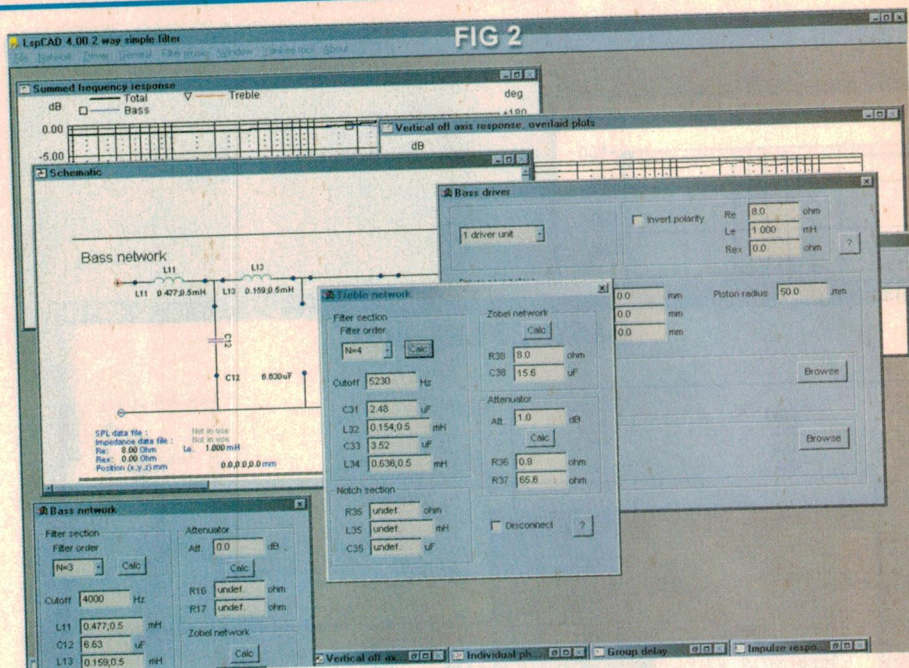 FIG 2
LspCAD 4.00 2 way simple filter
File Network Driver General Filter Window About
Summed frequency response
dB Total Treble deg
Bass +180
0.00
-5.00
Vertical off axis response, overlaid plots
dB
Schematic
Bass network
L11 L13
L11 0.477;0.5mH L13 0.159;0.5mH
C12
C12 6.630uF
SPL data file : Not in use
Impedance data file : Not in use
Re: 8.00 Ohm Le. 1.000 mH
Rex: 0.00 Ohm
Position (x,y,z) mm 0.0,0.0,0.0 mm
Bass driver
1 driver unit
Invert polarity
Re 8.0 ohm
Le 1.000 mH
Rex 0.0 ohm
?
0.0 mm
0.0 mm
0.0 mm
Piston radius 50.0 mm
Browse
Browse
Treble network
Filter section
Filter order
N=4 Calc
Cutoff 5230 Hz
C31 2.48 uF
L32 0.154;0.5 mH
C33 3.52 uF
L34 0.636;0.5 mH
Notch section
R35 undef. ohm
L35 undef. mH
C35 undef. uF
Zobel network
Calc
R38 8.0 ohm
C38 15.6 uF
Attenuator
Att. 1.0 dB
Calc
R36 0.9 ohm
R37 65.6 ohm
Disconnect ?
Bass network
Filter section
Filter order
N=3 Calc
Cutoff 4000 Hz
L11 0.477;0.5 mH
C12 6.63 uF
L13 0.159;0.5 mH
Attenuator
Att. 0.0 dB
Calc
R16 undef. ohm
R17 undef. ohm
Zobel network
Calc
Vertical off ax...
Individual ph...
Group delay
Impulze respo...